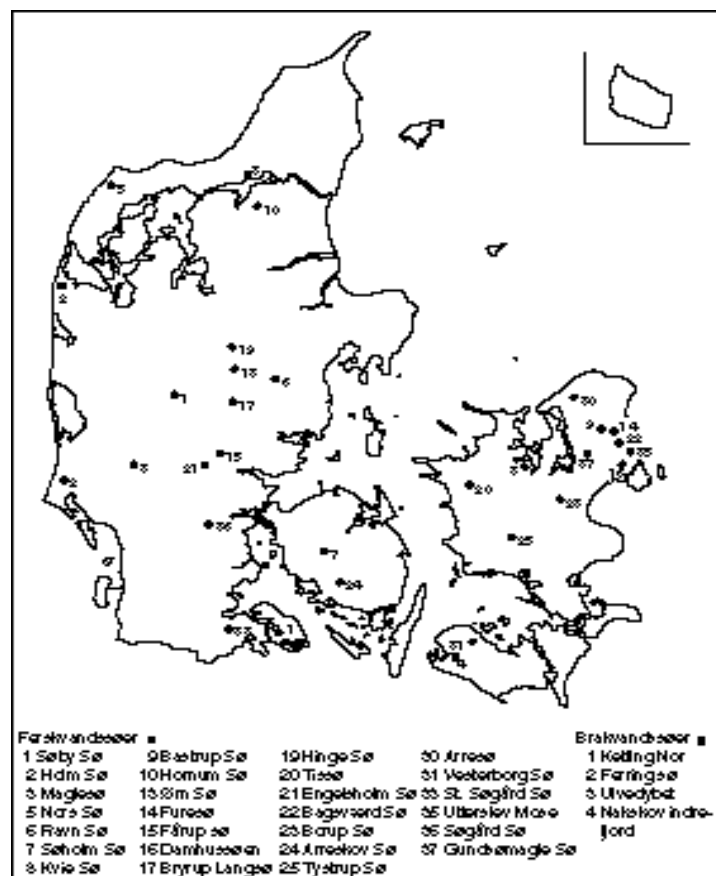 Ferskvandssøer Brakvandssøer
1 Søby Sø 9 Bastrup Sø 19 Hinge Sø 30 Arresø 1 Ketting Nor
2 Holm Sø 10 Hornum Sø 20 Tissø 31 Vesterborg Sø 2 Ferring sø
3 Maglesø 13 Ørn Sø 21 Engelsholm Sø 33 St. Søgård Sø 3 Ulvedybet
5 Nors Sø 14 Furesø 22 Bagsværd Sø 35 Utterslev Mose 4 Nakskov indre-
6 Ravn Sø 15 Fårup sø 23 Borup Sø 36 Søgård Sø fjord
7 Søholm Sø 16 Damhussøen 24 Arreskov Sø 37 Gundsømagle Sø
8 Kvie Sø 17 Bryrup Langsø 25 Tystrup Sø